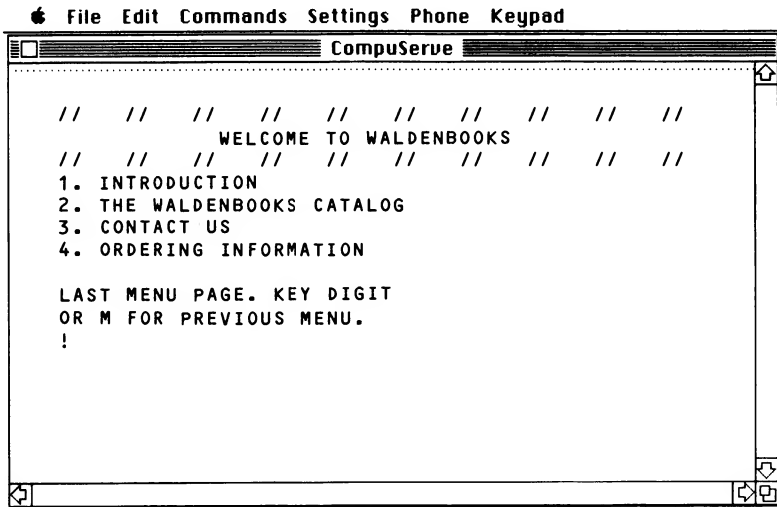 File Edit Commands Settings Phone Keypad
CompuServe
// // // // // // // // // //
WELCOME TO WALDENBOOKS
// // // // // // // // // //
1. INTRODUCTION
2. THE WALDENBOOKS CATALOG
3. CONTACT US
4. ORDERING INFORMATION
LAST MENU PAGE. KEY DIGIT
OR M FOR PREVIOUS MENU.
!